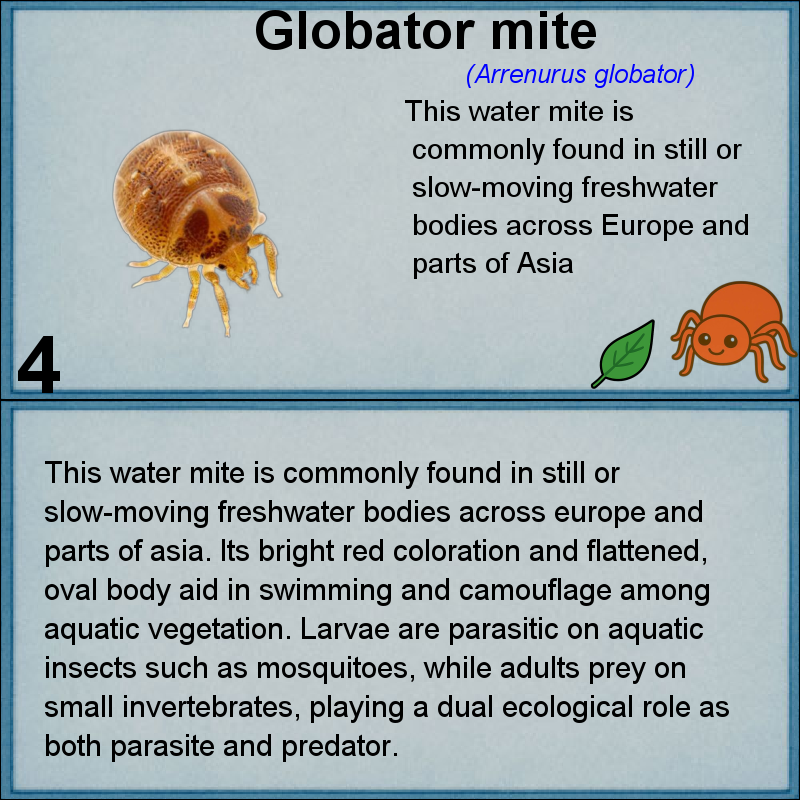 Globator mite
(Arrenurus globator)
This water mite is
commonly found in still or
slow-moving freshwater
bodies across Europe and
parts of Asia
4
This water mite is commonly found in still or
slow-moving freshwater bodies across europe and
parts of asia. Its bright red coloration and flattened,
oval body aid in swimming and camouflage among
aquatic vegetation. Larvae are parasitic on aquatic
insects such as mosquitoes, while adults prey on
small invertebrates, playing a dual ecological role as
both parasite and predator.